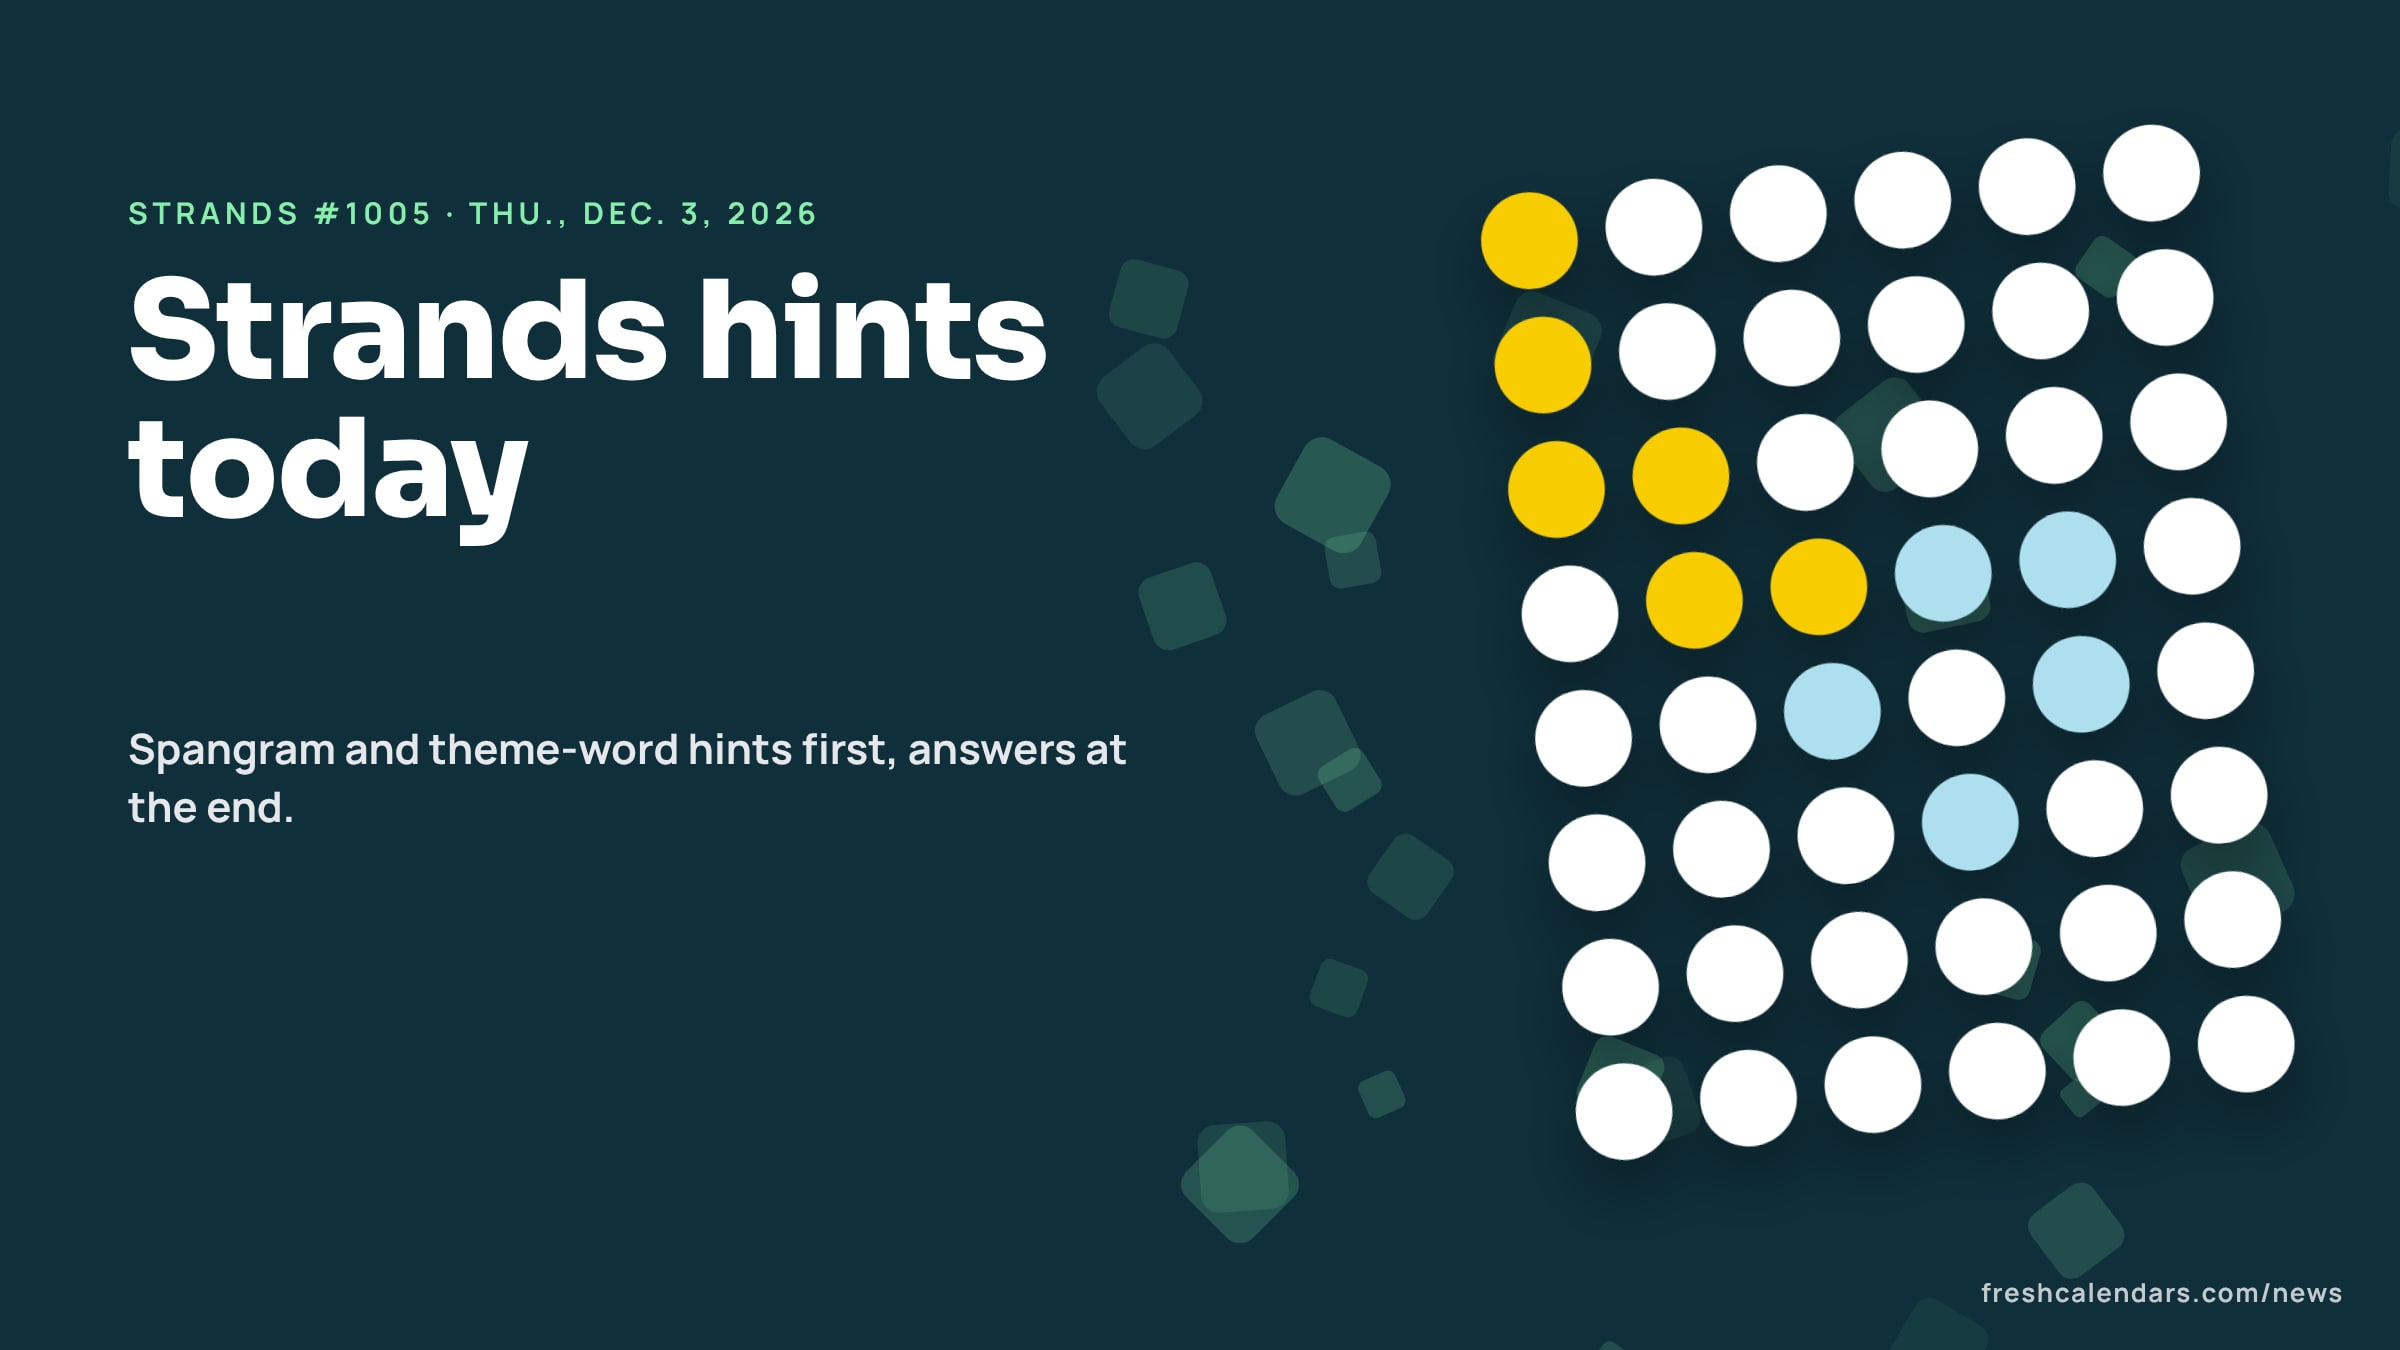 STRANDS #1005 · THU., DEC. 3, 2026
Strands hints
today
Spangram and theme-word hints first, answers at
the end.
freshcalendars.com/news